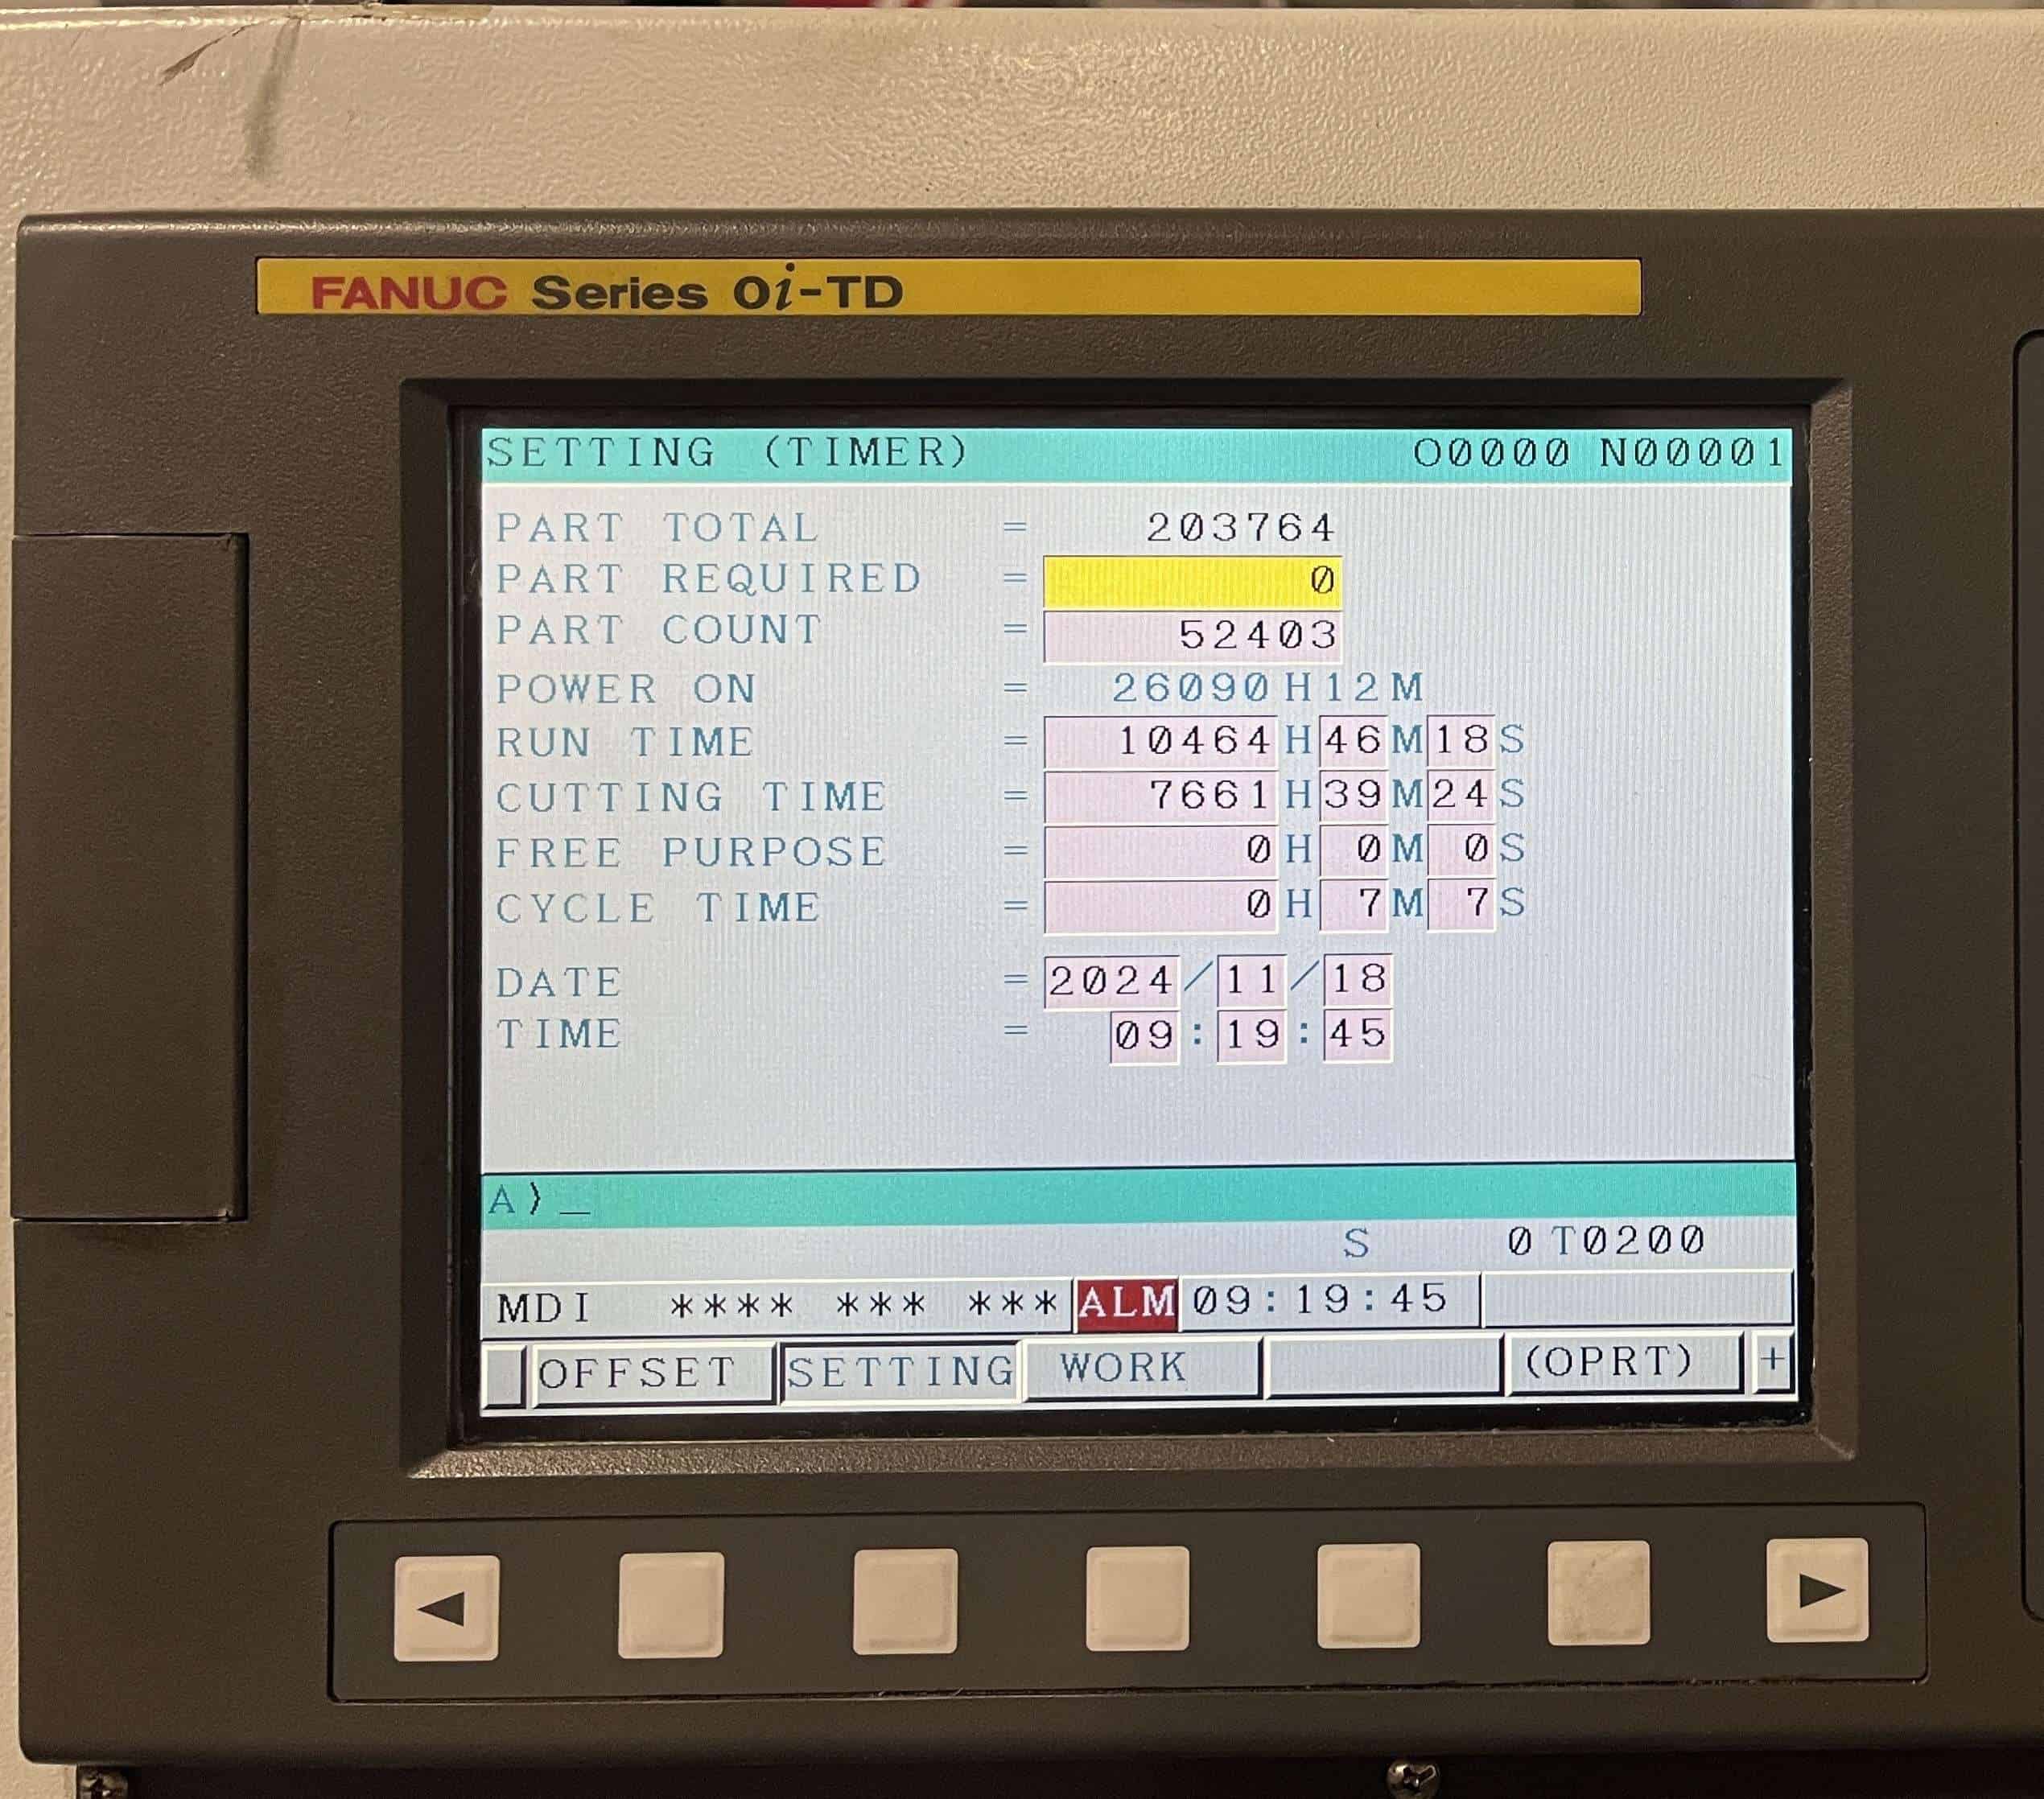 FANUC Series 0i-TD
SETTING (TIMER) O0000 N00001
PART TOTAL = 203764
PART REQUIRED = 0
PART COUNT = 52403
POWER ON = 26090H12M
RUN TIME = 10464H46M18S
CUTTING TIME = 7661H39M24S
FREE PURPOSE = 0H 0M 0S
CYCLE TIME = 0H 7M 7S
DATE = 2024/11/18
TIME = 09:19:45
A)_
S 0 T0200
MDI **** *** *** ALM 09:19:45
OFFSET SETTING WORK (OPRT) +